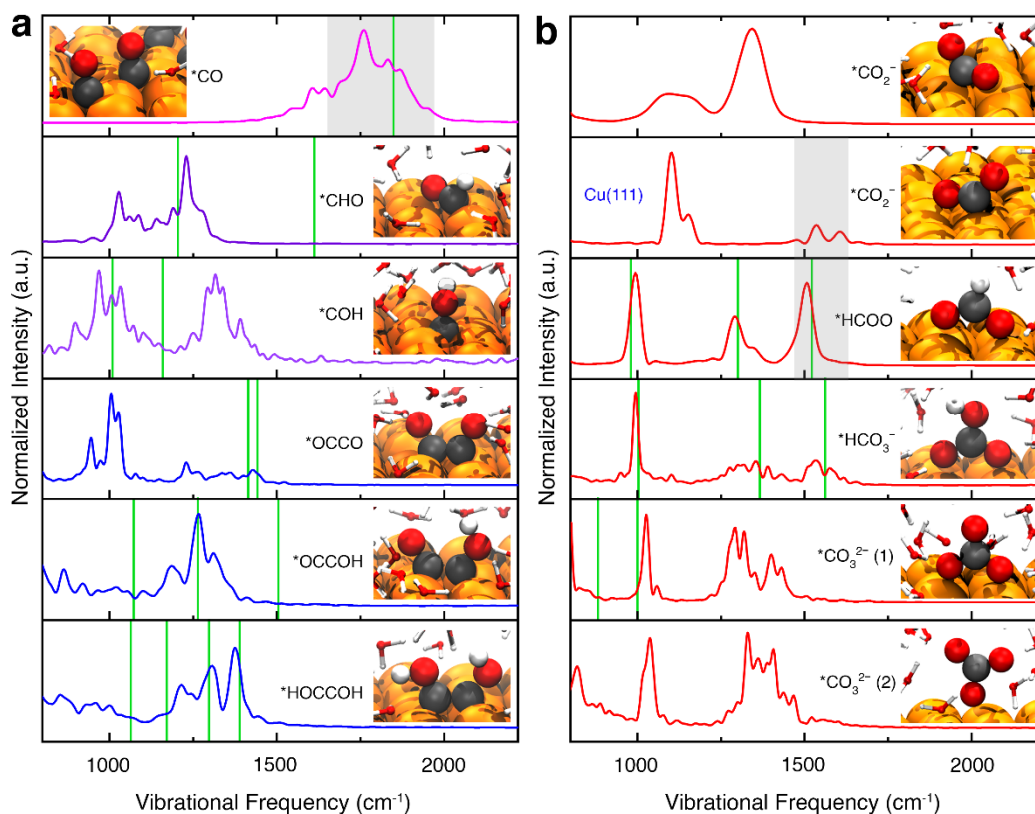 a
*CO
*CHO
*COH
*OCCO
*OCCOH
*HOCCOH
Normalized Intensity (a.u.)
1000 1500 2000
Vibrational Frequency (cm⁻¹)
b
*CO₂⁻
Cu(111)
*CO₂⁻
*HCOO
*HCO₃⁻
*CO₃²⁻ (1)
*CO₃²⁻ (2)
Normalized Intensity (a.u.)
1000 1500 2000
Vibrational Frequency (cm⁻¹)